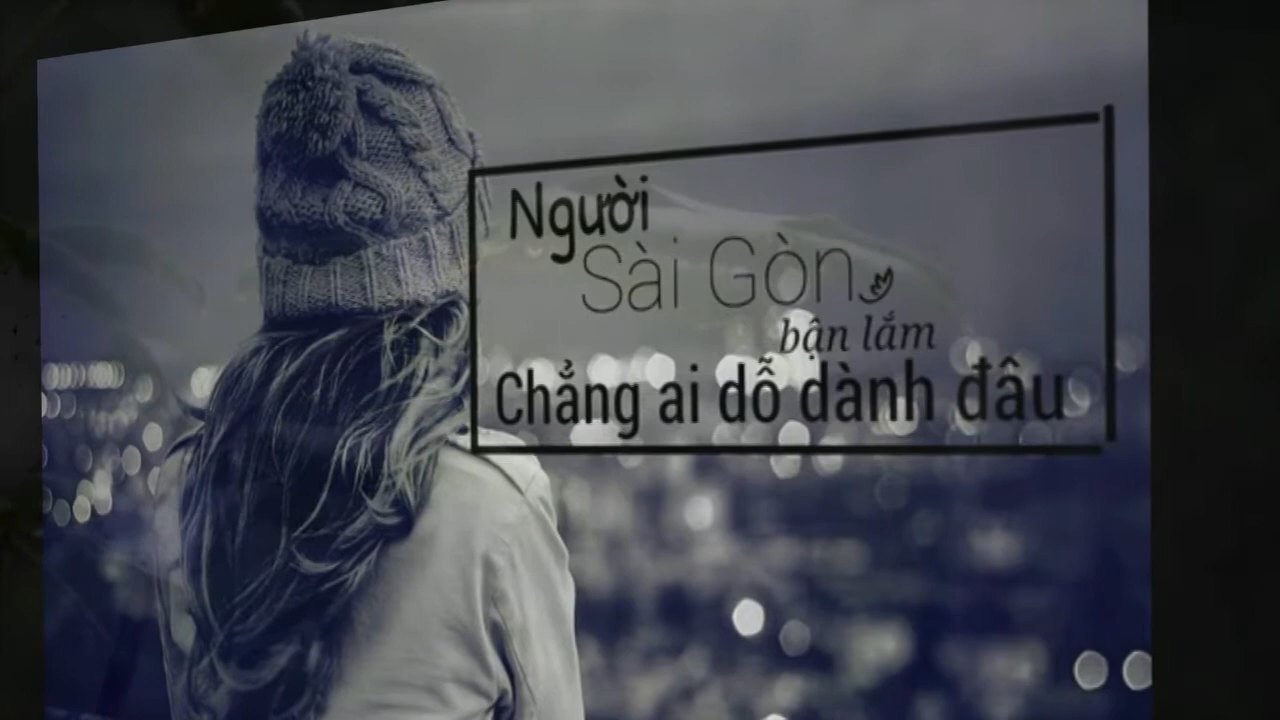 Người
Sài Gòn
bận lắm
Chẳng ai dỗ dành đâu